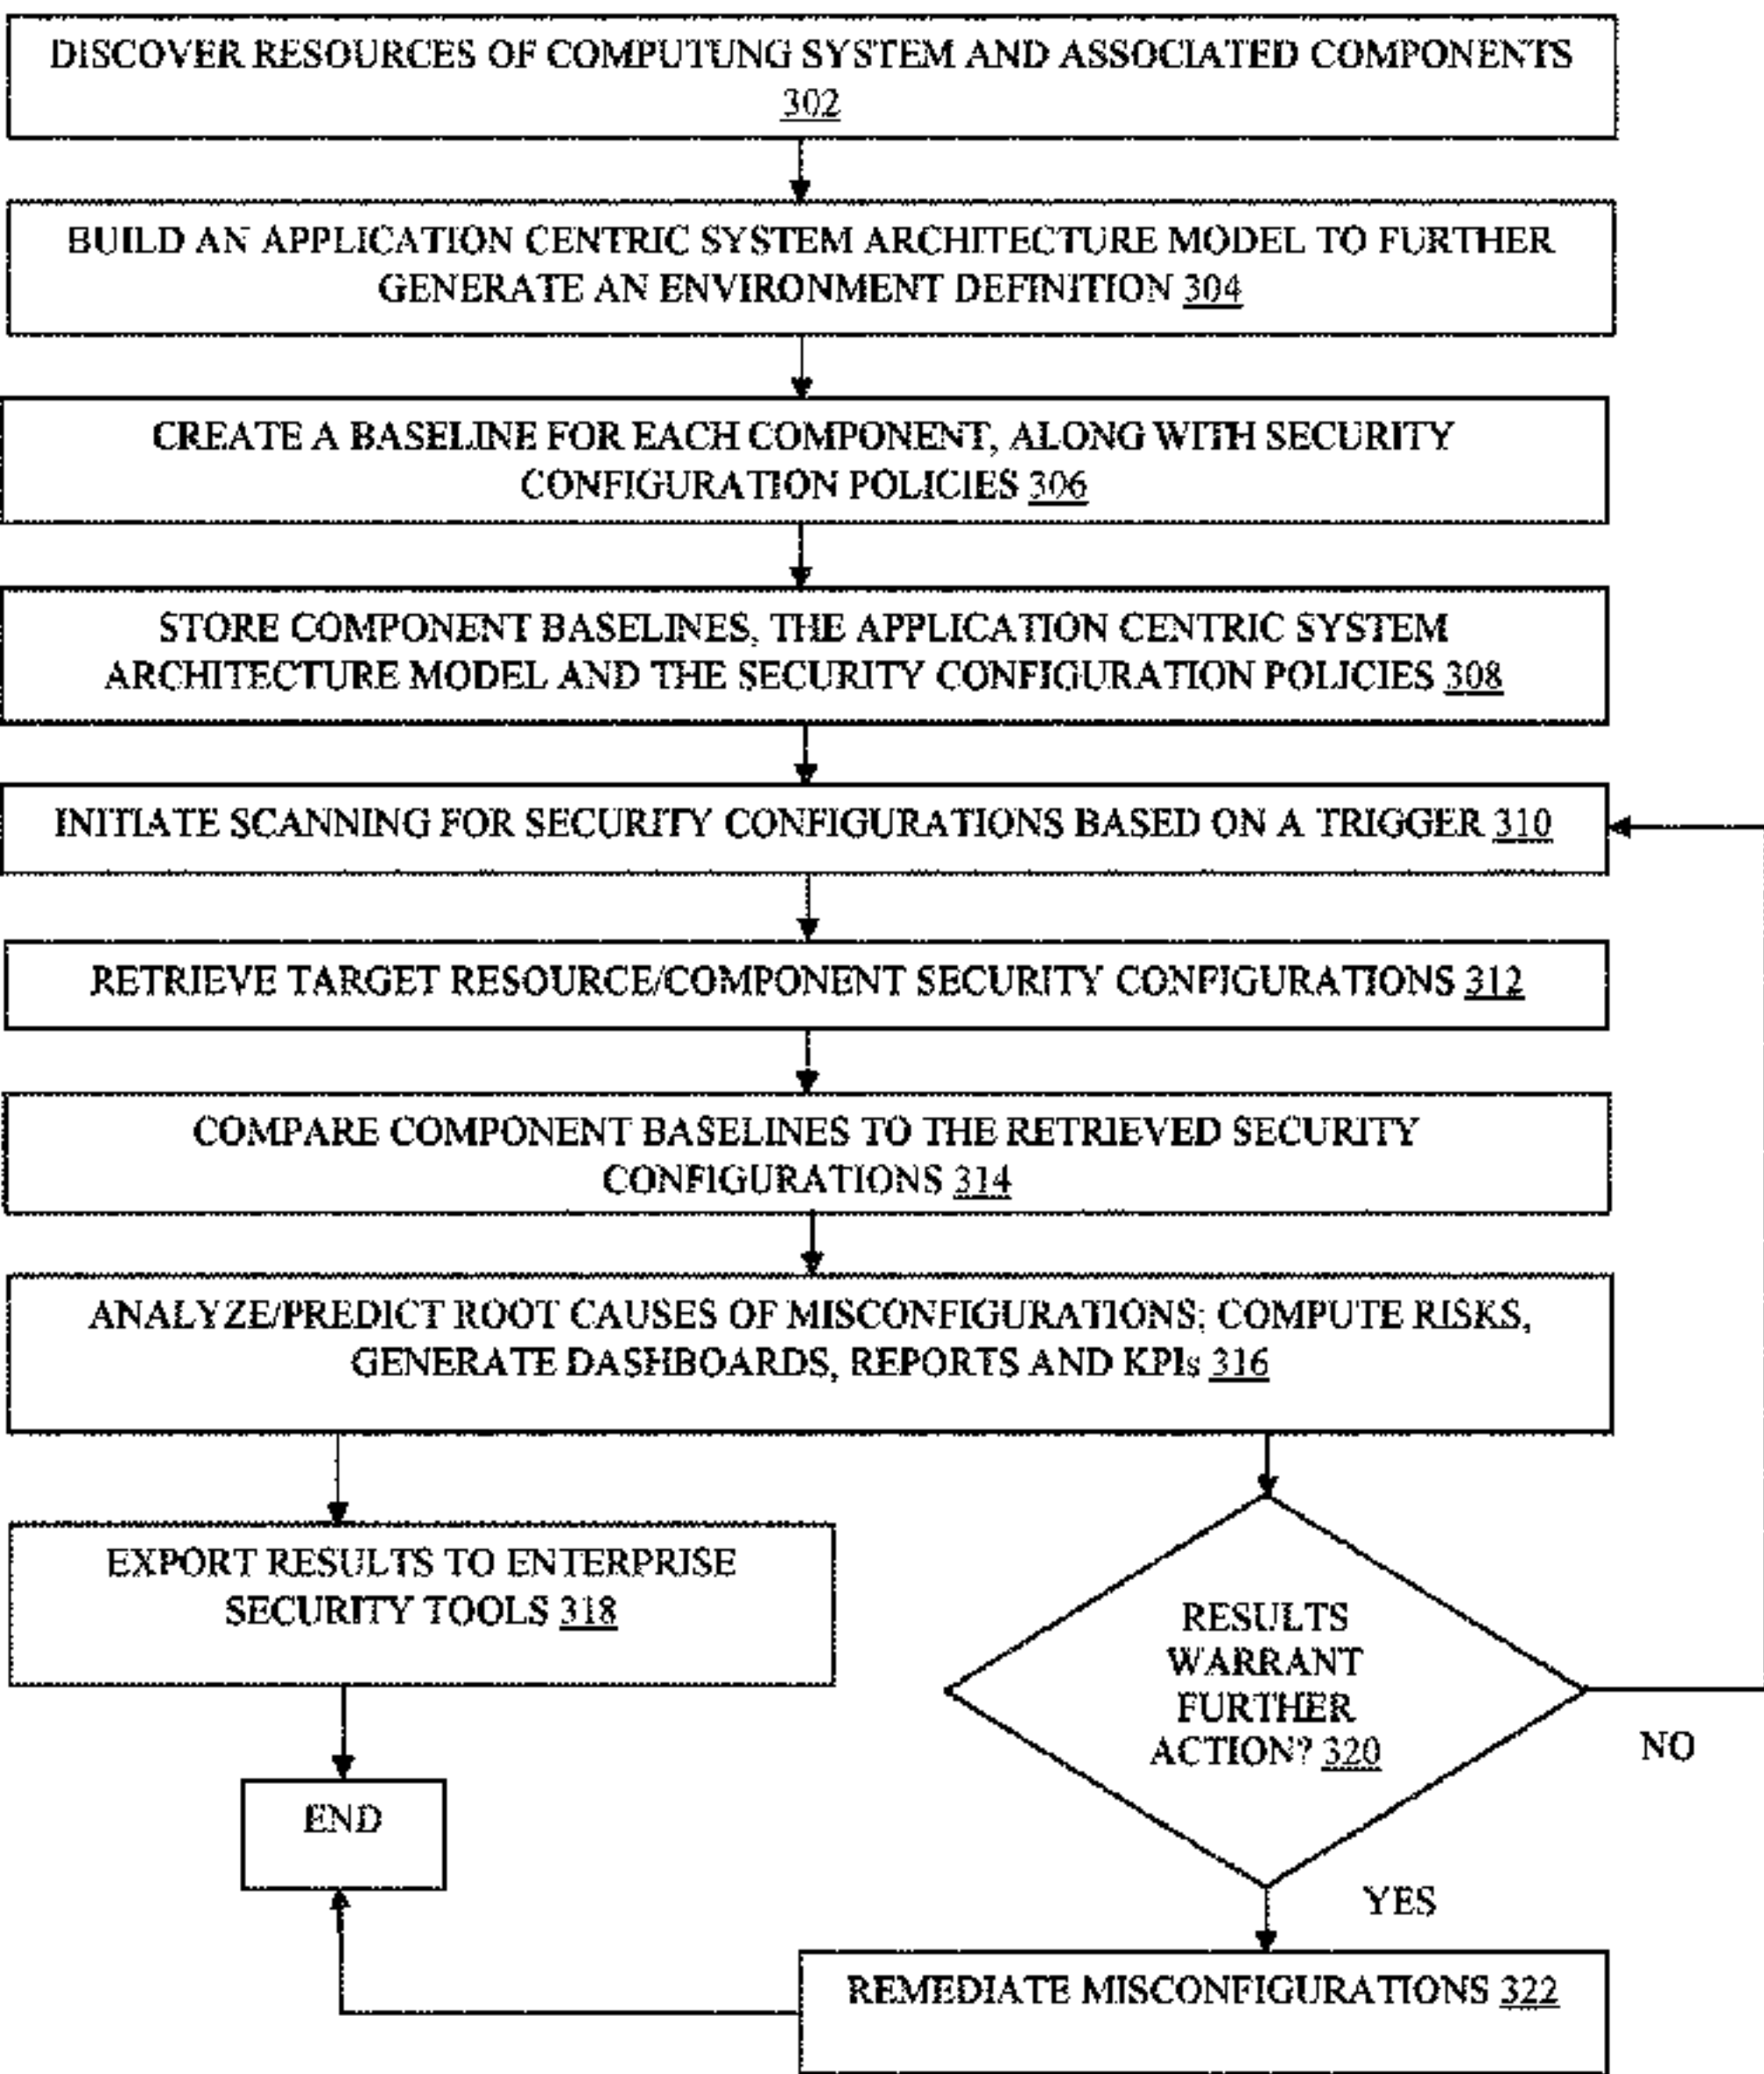 DISCOVER RESOURCES OF COMPUTUNG SYSTEM AND ASSOCIATED COMPONENTS
302
BUILD AN APPLICATION CENTRIC SYSTEM ARCHITECTURE MODEL TO FURTHER
GENERATE AN ENVIRONMENT DEFINITION 304
CREATE A BASELINE FOR EACH COMPONENT, ALONG WITH SECURITY
CONFIGURATION POLICIES 306
STORE COMPONENT BASELINES, THE APPLICATION CENTRIC SYSTEM
ARCHITECTURE MODEL AND THE SECURITY CONFIGURATION POLICIES 308
INITIATE SCANNING FOR SECURITY CONFIGURATIONS BASED ON A TRIGGER 310
RETRIEVE TARGET RESOURCE/COMPONENT SECURITY CONFIGURATIONS 312
COMPARE COMPONENT BASELINES TO THE RETRIEVED SECURITY
CONFIGURATIONS 314
ANALYZE/PREDICT ROOT CAUSES OF MISCONFIGURATIONS; COMPUTE RISKS,
GENERATE DASHBOARDS, REPORTS AND KPIs 316
EXPORT RESULTS TO ENTERPRISE
SECURITY TOOLS 318
RESULTS
WARRANT
FURTHER
ACTION? 320
NO
END
YES
REMEDIATE MISCONFIGURATIONS 322